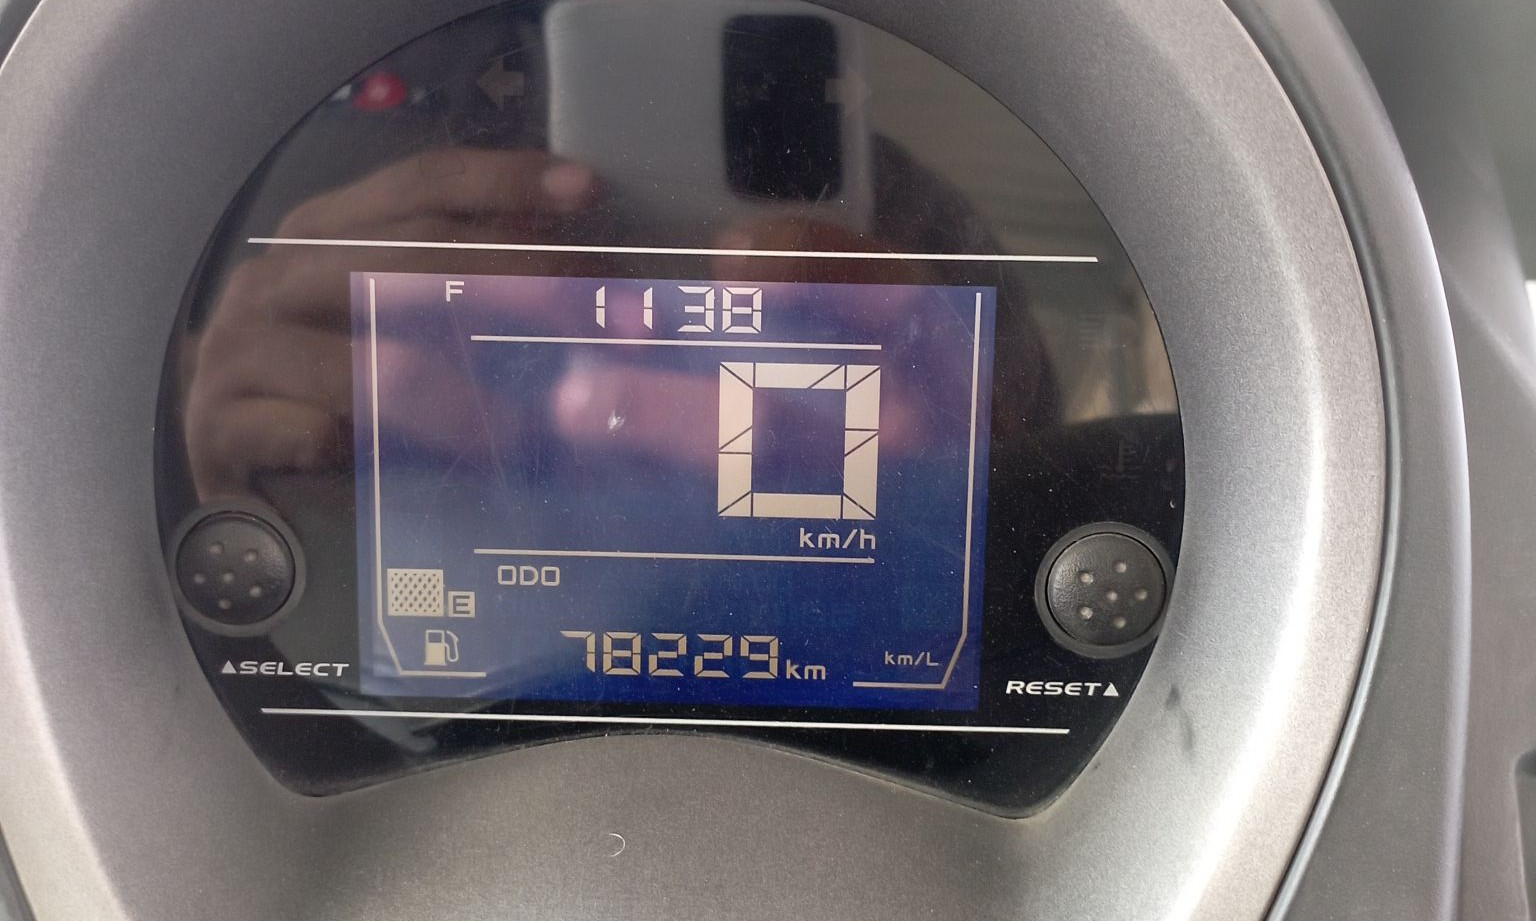 F 1138
0
km/h
ODO
E
78229km km/L
▲SELECT RESET▲